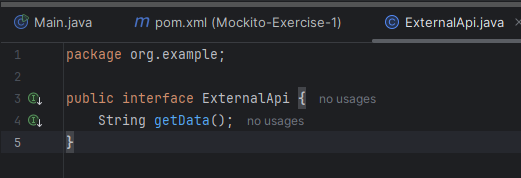 Main.java
pom.xml (Mockito-Exercise-1)
ExternalApi.java
1 package org.example;
2
3 public interface ExternalApi { no usages
4 String getData(); no usages
5 }